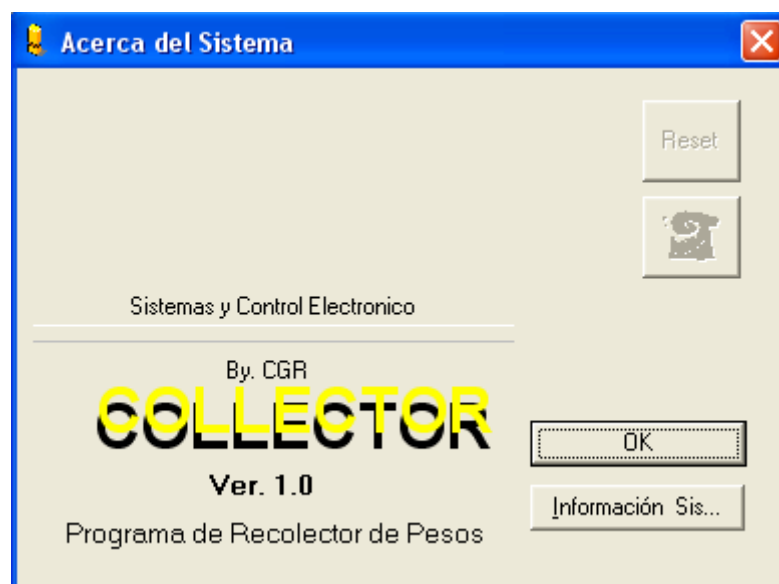 Acerca del Sistema
Reset
Sistemas y Control Electronico
By. CGR
COLLECTOR
Ver. 1.0
Programa de Recolector de Pesos
OK
Información Sis...